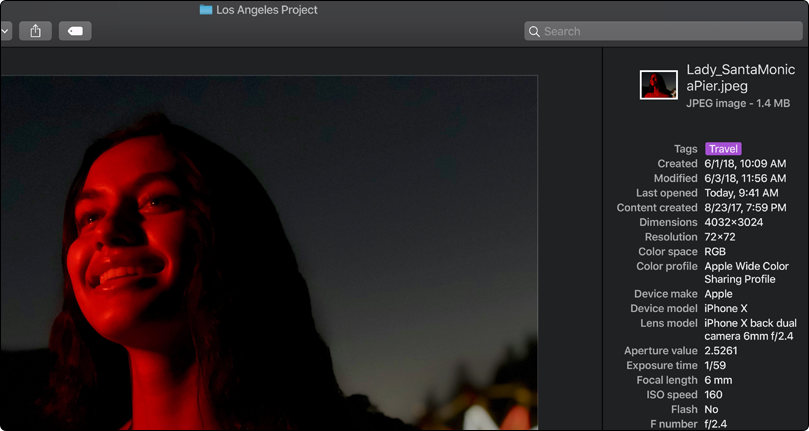 Los Angeles Project
Search
Lady_SantaMonic
aPier.jpeg
JPEG image - 1.4 MB
Tags Travel
Created 6/1/18, 10:09 AM
Modified 6/3/18, 11:56 AM
Last opened Today, 9:41 AM
Content created 8/23/17, 7:59 PM
Dimensions 4032×3024
Resolution 72×72
Color space RGB
Color profile Apple Wide Color
Sharing Profile
Device make Apple
Device model iPhone X
Lens model iPhone X back dual
camera 6mm f/2.4
Aperture value 2.5261
Exposure time 1/59
Focal length 6 mm
ISO speed 160
Flash No
F number f/2.4